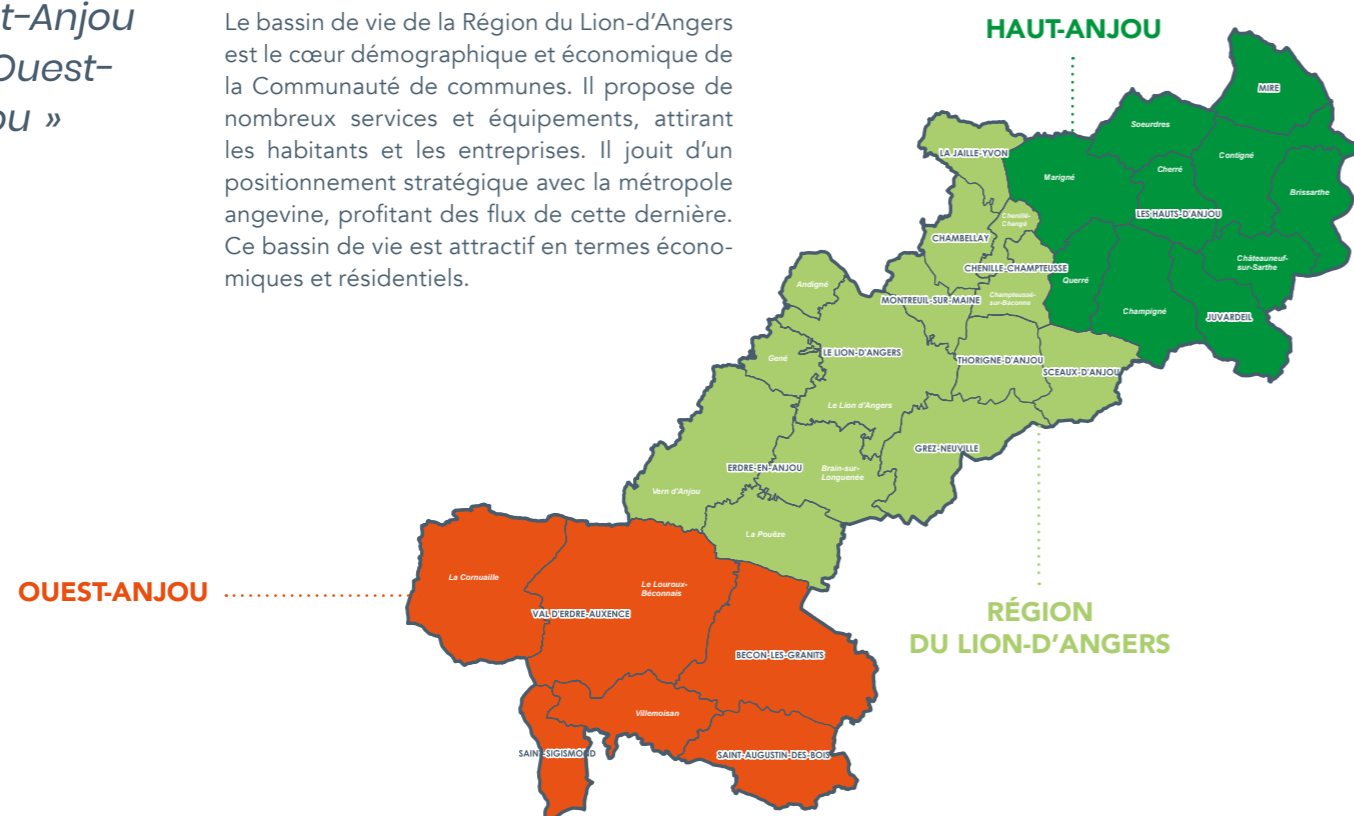 t-Anjou
Ouest-
ou »
Le bassin de vie de la Région du Lion-d'Angers
est le cœur démographique et économique de
la Communauté de communes. Il propose de
nombreux services et équipements, attirant
les habitants et les entreprises. Il jouit d'un
positionnement stratégique avec la métropole
angevine, profitant des flux de cette dernière.
Ce bassin de vie est attractif en termes écono-
miques et résidentiels.
HAUT-ANJOU
MIRE
Soeurdres
LA JAILLE-YVON
Contigné
Marigné
Cherré
Brissarthe
LES HAUTS-D'ANJOU
Chenillé-
Changé
CHAMBELLAY
Châteauneuf-
sur-Sarthe
CHENILLE-CHAMPTEUSSE
Querré
Andigné
MONTREUIL-SUR-MAINE
Champteussé-
sur-Baconne
Champigné
JUVARDEIL
LE LION-D'ANGERS
Gené
THORIGNE-D'ANJOU
SCEAUX-D'ANJOU
Le Lion d'Angers
GREZ-NEUVILLE
ERDRE-EN-ANJOU
Brain-sur-
Longuenée
Vern d'Anjou
La Pouëze
La Cornuaille
Le Louroux-
Béconnais
OUEST-ANJOU
VAL D'ERDRE-AUXENCE
RÉGION
DU LION-D'ANGERS
BECON-LES-GRANITS
Villemoisan
SAINT-SIGISMOND
SAINT-AUGUSTIN-DES-BOIS